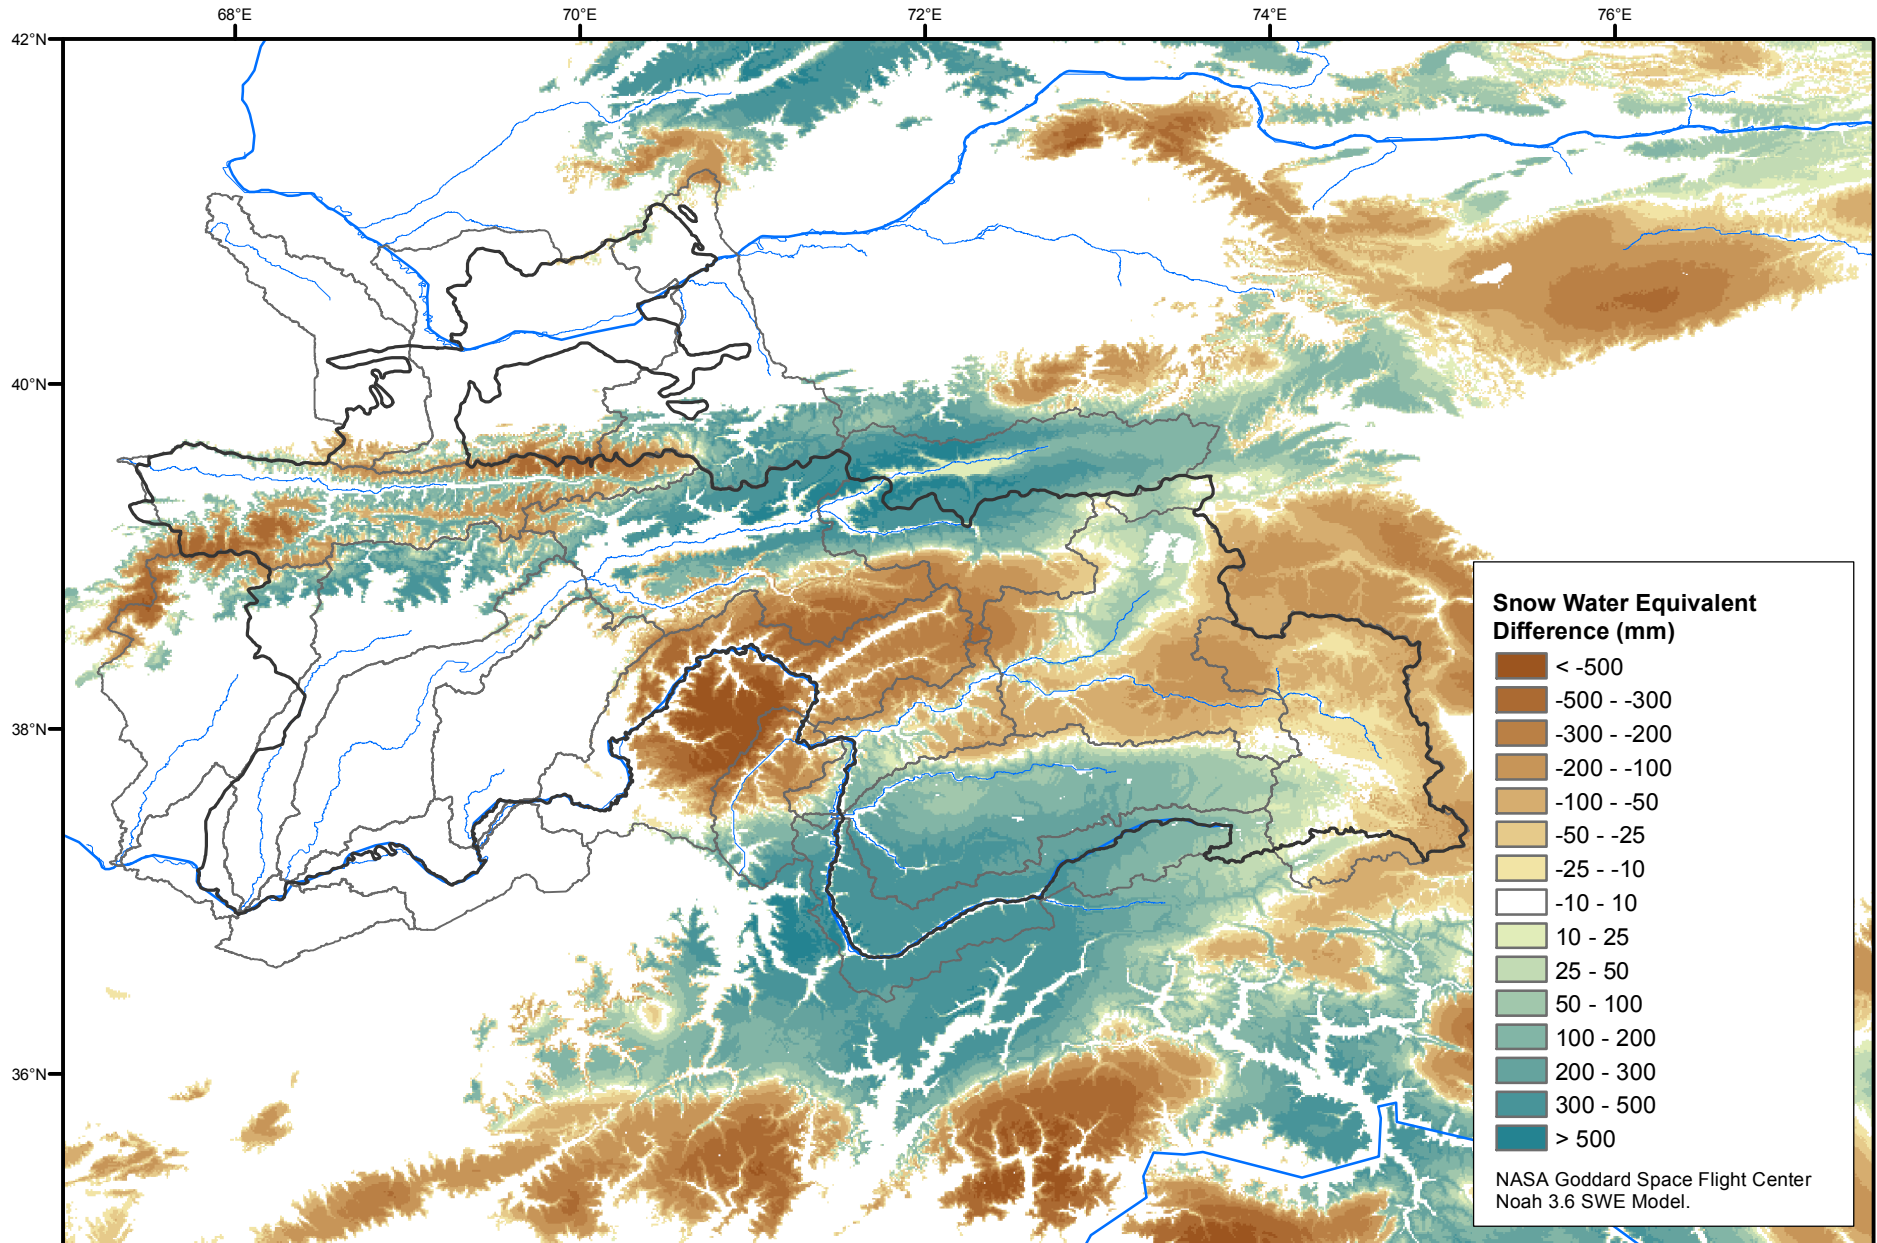 68°E 70°E 72°E 74°E 76°E
42°N
40°N
38°N
36°N
Snow Water Equivalent
Difference (mm)
< -500
-500 - -300
-300 - -200
-200 - -100
-100 - -50
-50 - -25
-25 - -10
-10 - 10
10 - 25
25 - 50
50 - 100
100 - 200
200 - 300
300 - 500
> 500
NASA Goddard Space Flight Center
Noah 3.6 SWE Model.